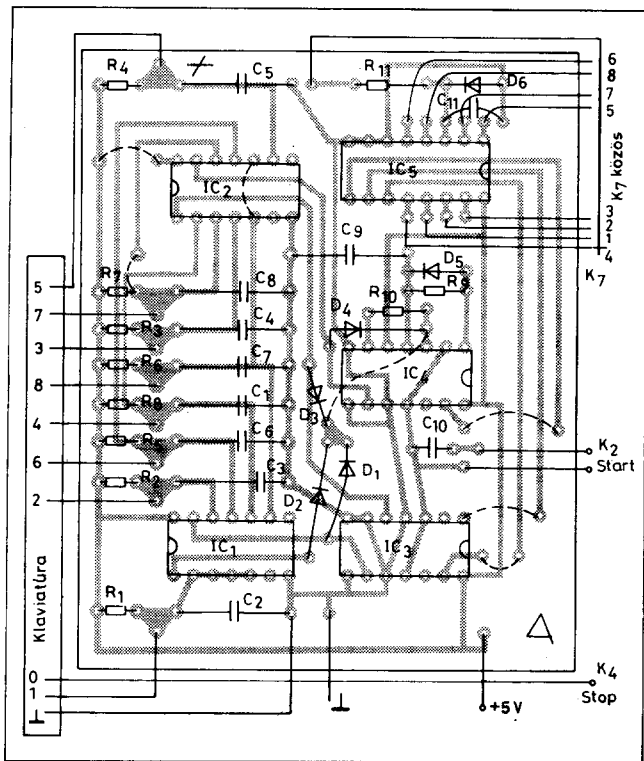 R4
C5
R11
D6
C11
6
8
7
5
IC2
IC5
K7 közös
3
2
1
4
K7
C9
D5
R9
R10
D4
5
R7
C8
7
R3
C4
3
R6
C7
8
R8
C1
4
R5
C6
6
R2
C3
2
D3
D1
D2
IC4
C10
K2
Start
IC1
IC3
R1
C2
Klaviatúra
0
1
⊥
⊥
+5V
K4
Stop